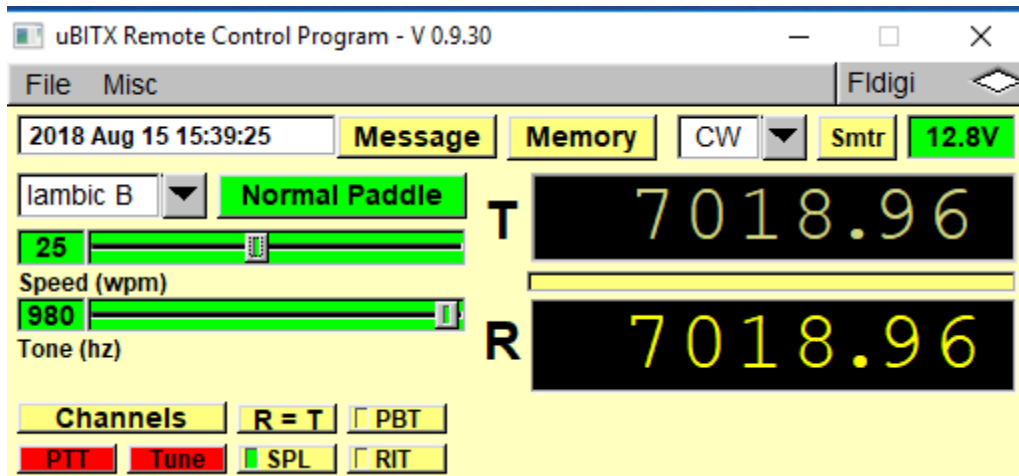 uBITX Remote Control Program - V 0.9.30
File Misc Fldigi
2018 Aug 15 15:39:25 Message Memory CW Smtr 12.8V
Iambic B Normal Paddle
T 7018.96
25
Speed (wpm)
980
Tone (hz)
R 7018.96
Channels R = T PBT
PTT Tune SPL RIT